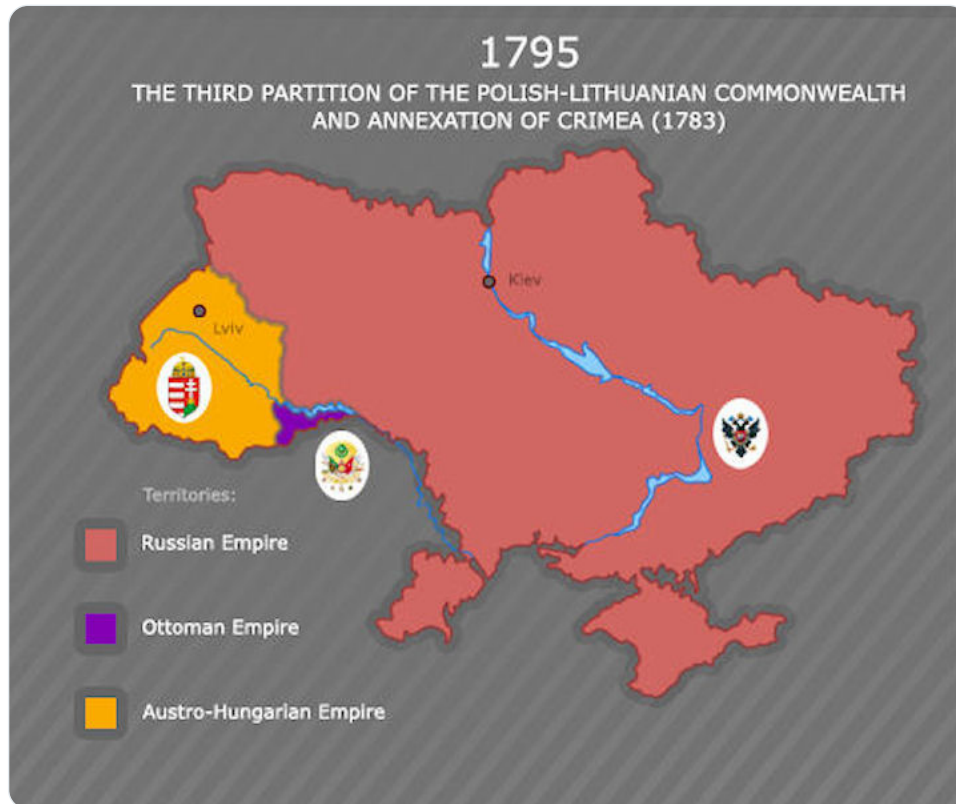 1795
THE THIRD PARTITION OF THE POLISH-LITHUANIAN COMMONWEALTH
AND ANNEXATION OF CRIMEA (1783)
Kiev
Lviv
Territories:
Russian Empire
Ottoman Empire
Austro-Hungarian Empire